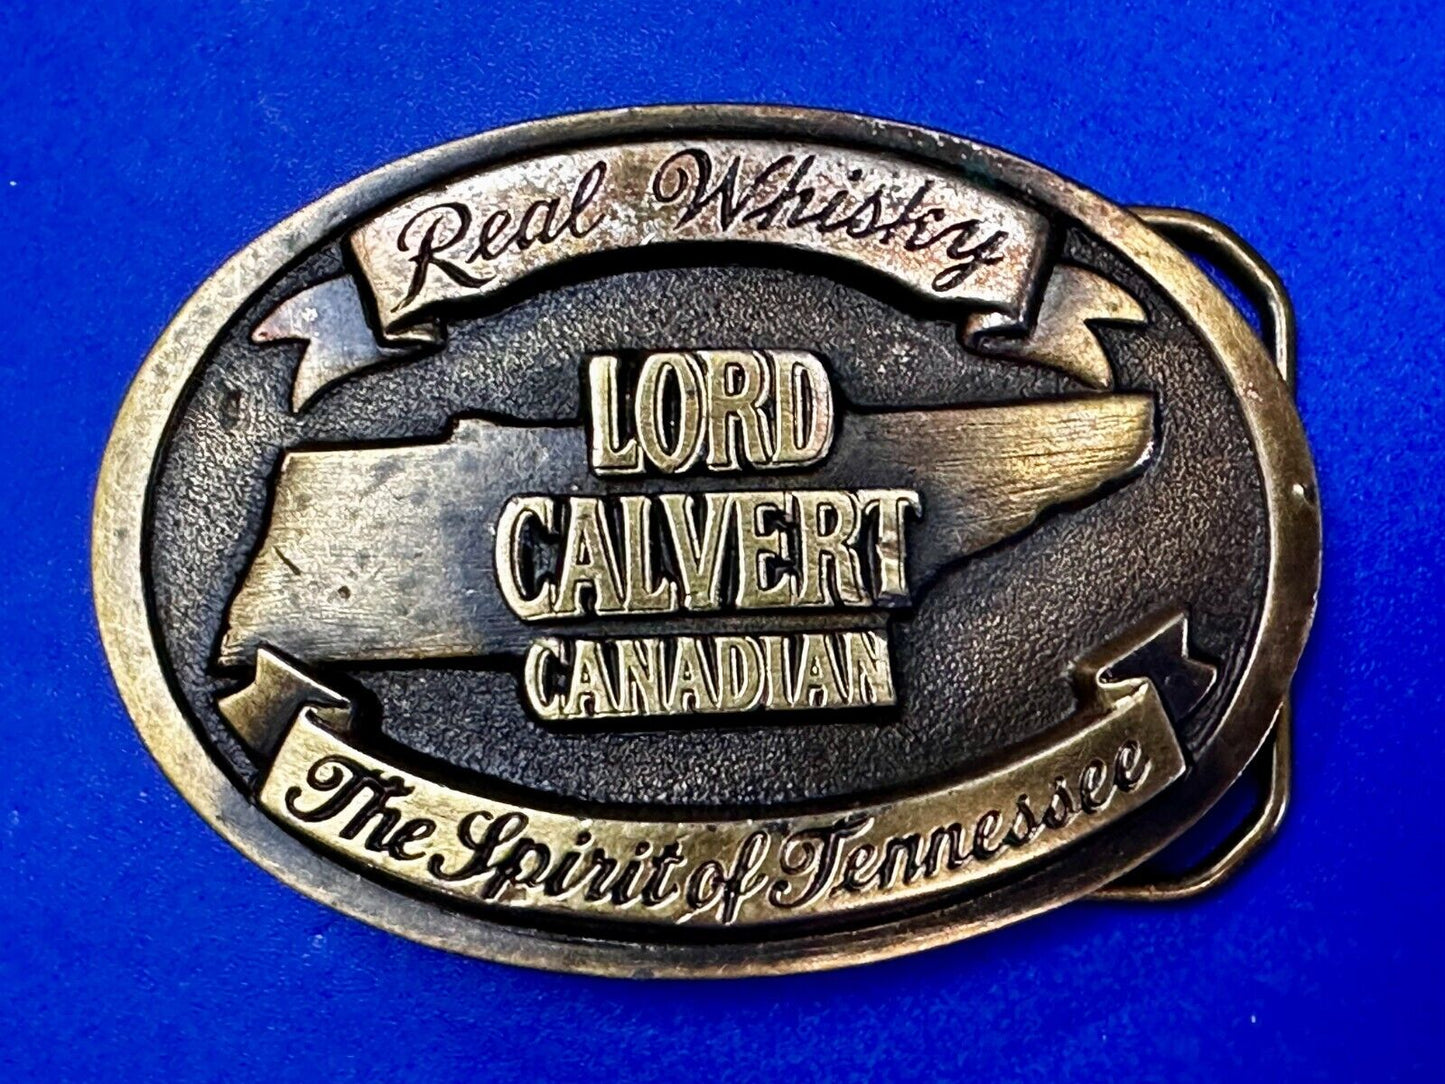 Real Whisky
LORD
CALVERT
CANADIAN
The Spirit of Tennessee